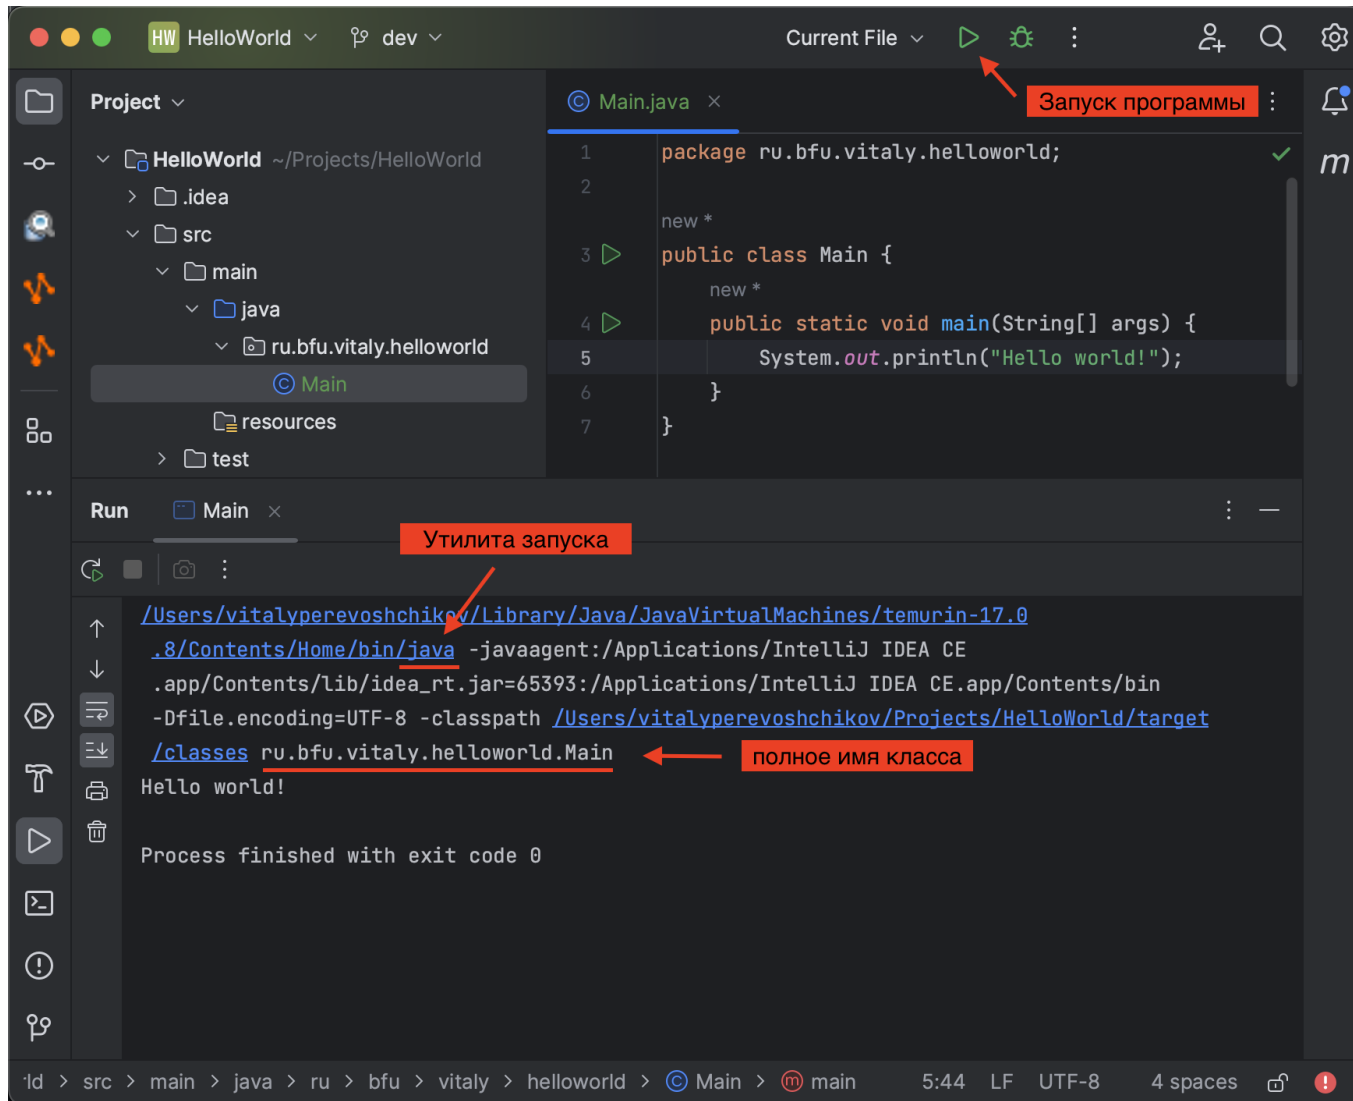 HW HelloWorld dev Current File
Project
Main.java
Запуск программы
HelloWorld ~/Projects/HelloWorld
.idea
src
main
java
ru.bfu.vitaly.helloworld
Main
resources
test
1 package ru.bfu.vitaly.helloworld;
2
new *
3 public class Main {
new *
4 public static void main(String[] args) {
5 System.out.println("Hello world!");
6 }
7 }
m
Run Main
Утилита запуска
/Users/vitalyperevoshchikov/Library/Java/JavaVirtualMachines/temurin-17.0
.8/Contents/Home/bin/java -javaagent:/Applications/IntelliJ IDEA CE
.app/Contents/lib/idea_rt.jar=65393:/Applications/IntelliJ IDEA CE.app/Contents/bin
-Dfile.encoding=UTF-8 -classpath /Users/vitalyperevoshchikov/Projects/HelloWorld/target
/classes ru.bfu.vitaly.helloworld.Main
полное имя класса
Hello world!
Process finished with exit code 0
ld > src > main > java > ru > bfu > vitaly > helloworld > Main > main 5:44 LF UTF-8 4 spaces